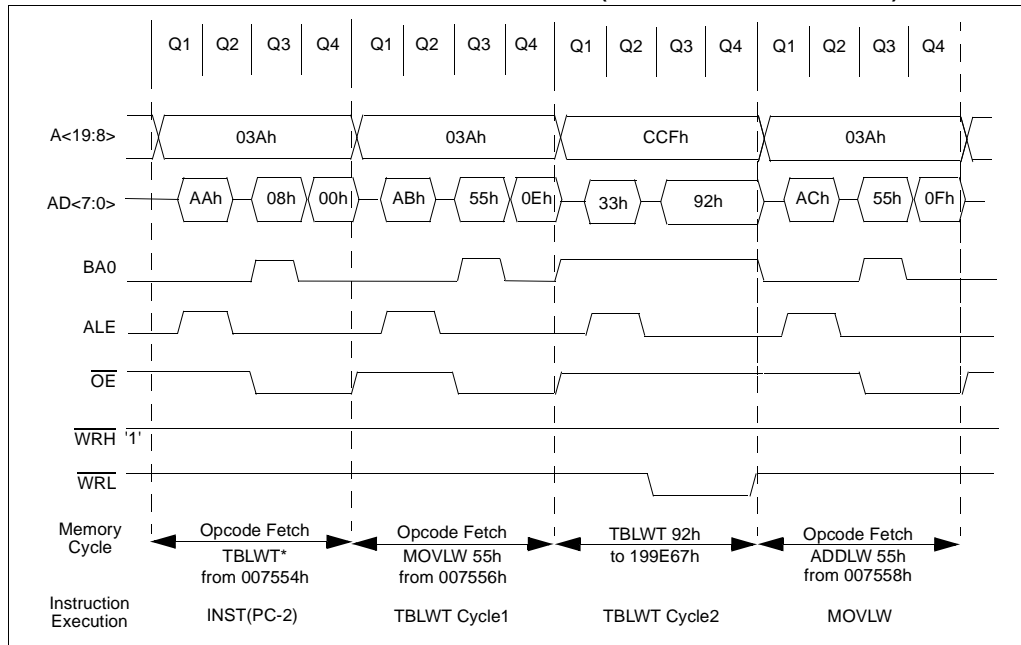 Q1 Q2 Q3 Q4 Q1 Q2 Q3 Q4 Q1 Q2 Q3 Q4 Q1 Q2 Q3 Q4
A<19:8> 03Ah 03Ah CCFh 03Ah
AD<7:0> AAh 08h 00h ABh 55h 0Eh 33h 92h ACh 55h 0Fh
BA0
ALE
OE
WRH '1'
WRL
Memory
Cycle
Opcode Fetch
TBLWT*
from 007554h
Opcode Fetch
MOVLW 55h
from 007556h
TBLWT 92h
to 199E67h
Opcode Fetch
ADDLW 55h
from 007558h
Instruction
Execution
INST(PC-2) TBLWT Cycle1 TBLWT Cycle2 MOVLW